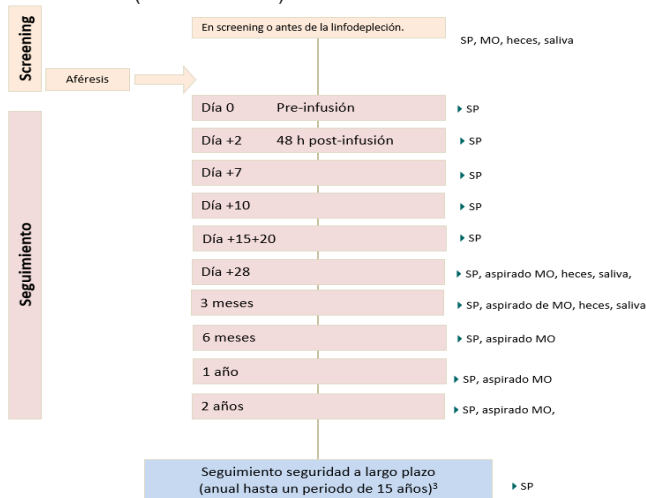 Screening
En screening o antes de la linfodepleción.
SP, MO, heces, saliva
Aféresis
Seguimiento
Día 0 Pre-infusión
SP
Día +2 48 h post-infusión
SP
Día +7
SP
Día +10
SP
Día +15+20
SP
Día +28
SP, aspirado MO, heces, saliva,
3 meses
SP, aspirado de MO, heces, saliva
6 meses
SP, aspirado MO
1 año
SP, aspirado MO
2 años
SP, aspirado MO,
Seguimiento seguridad a largo plazo
(anual hasta un periodo de 15 años)³
SP